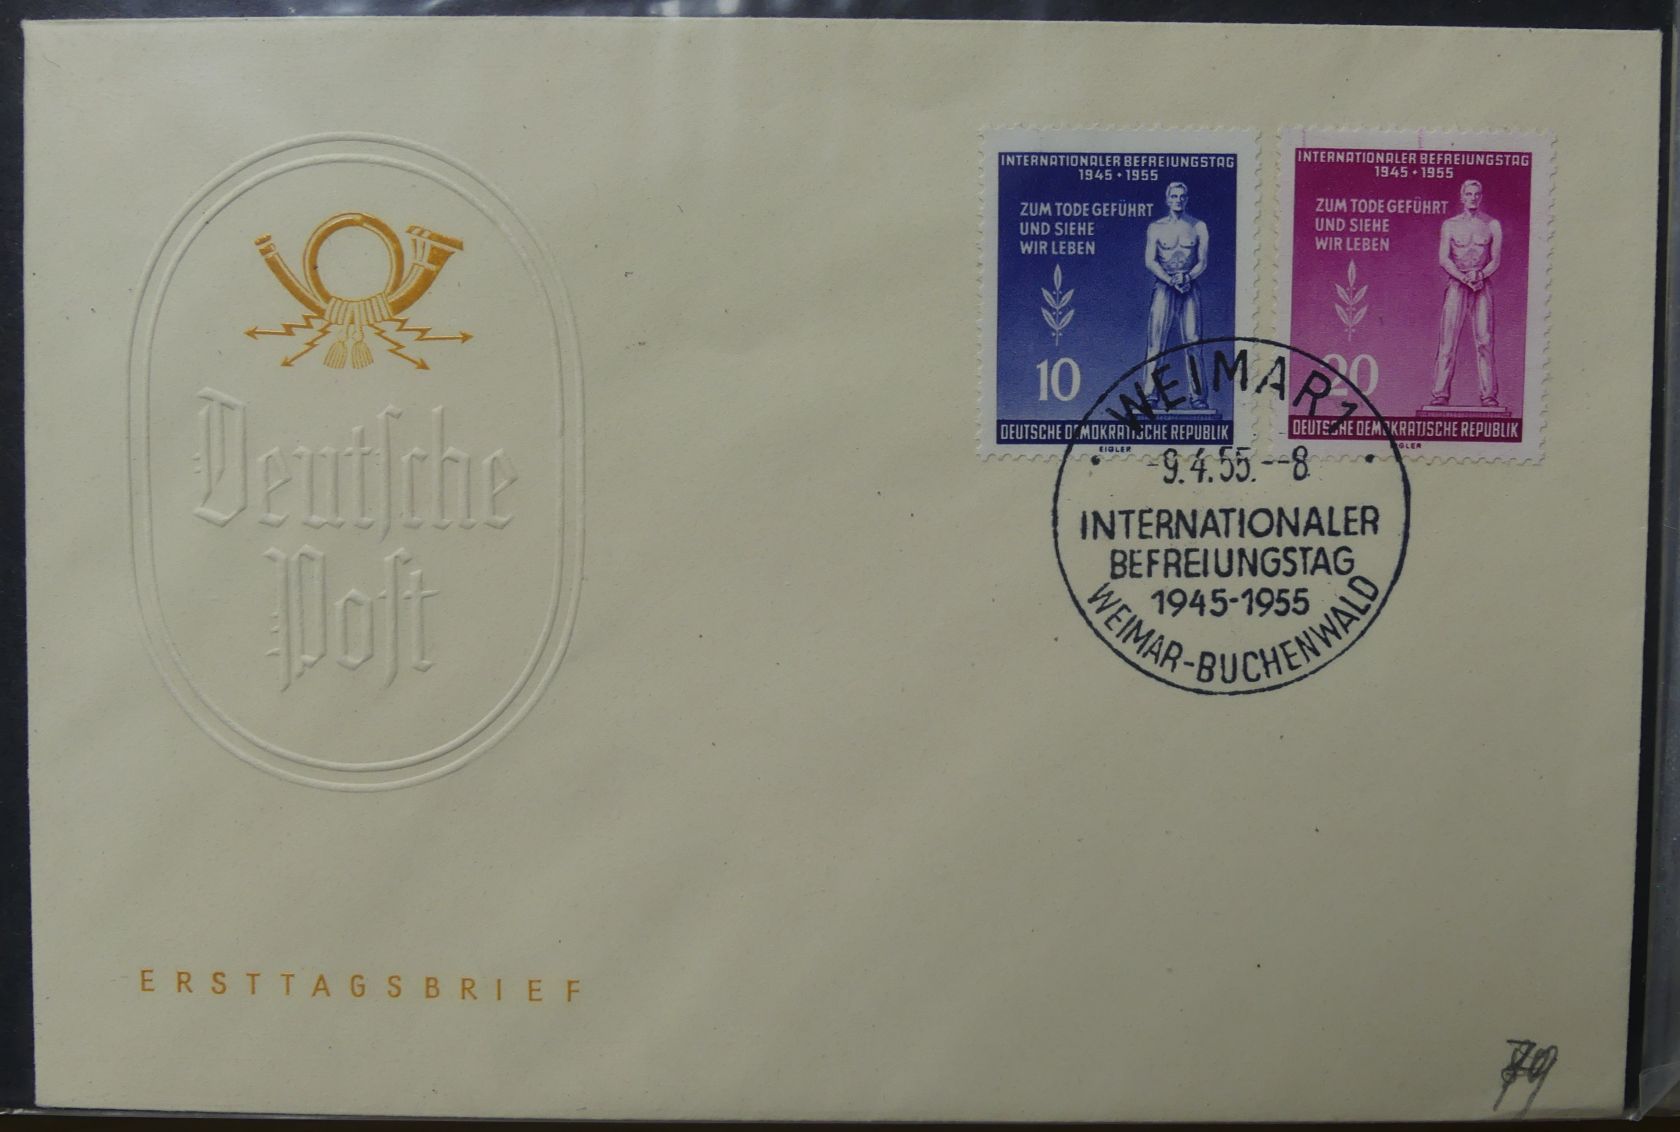 Deutsche
Post
ERSTTAGSBRIEF
INTERNATIONALER BEFREIUNGSTAG
1945 • 1955
ZUM TODE GEFÜHRT
UND SIEHE
WIR LEBEN
10
DEUTSCHE DEMOKRATISCHE REPUBLIK
EIGLER
INTERNATIONALER BEFREIUNGSTAG
1945 • 1955
ZUM TODE GEFÜHRT
UND SIEHE
WIR LEBEN
20
DEUTSCHE DEMOKRATISCHE REPUBLIK
EIGLER
WEIMAR 1
-9.4.55.--8
INTERNATIONALER
BEFREIUNGSTAG
1945-1955
WEIMAR-BUCHENWALD